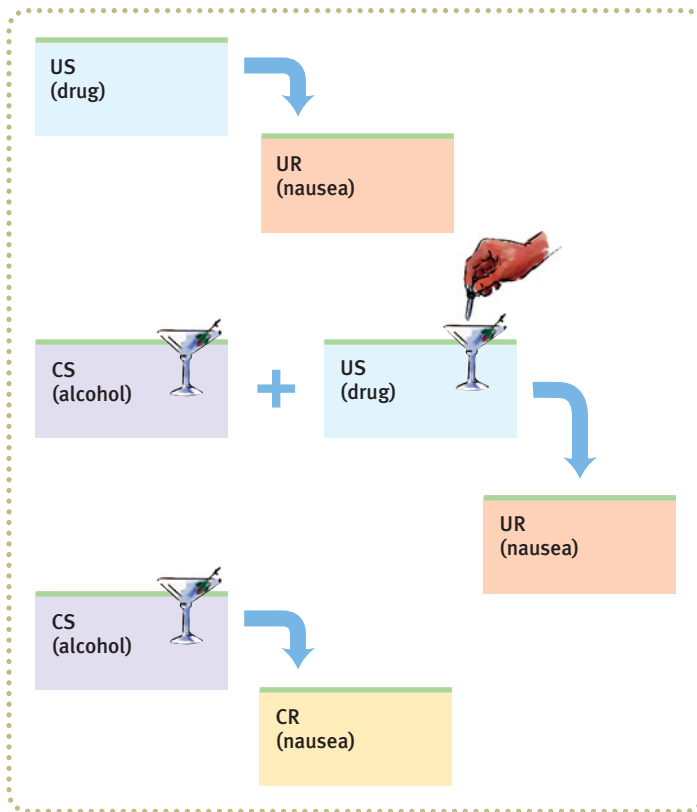 US
(drug)
UR
(nausea)
CS
(alcohol)
+
US
(drug)
UR
(nausea)
CS
(alcohol)
CR
(nausea)